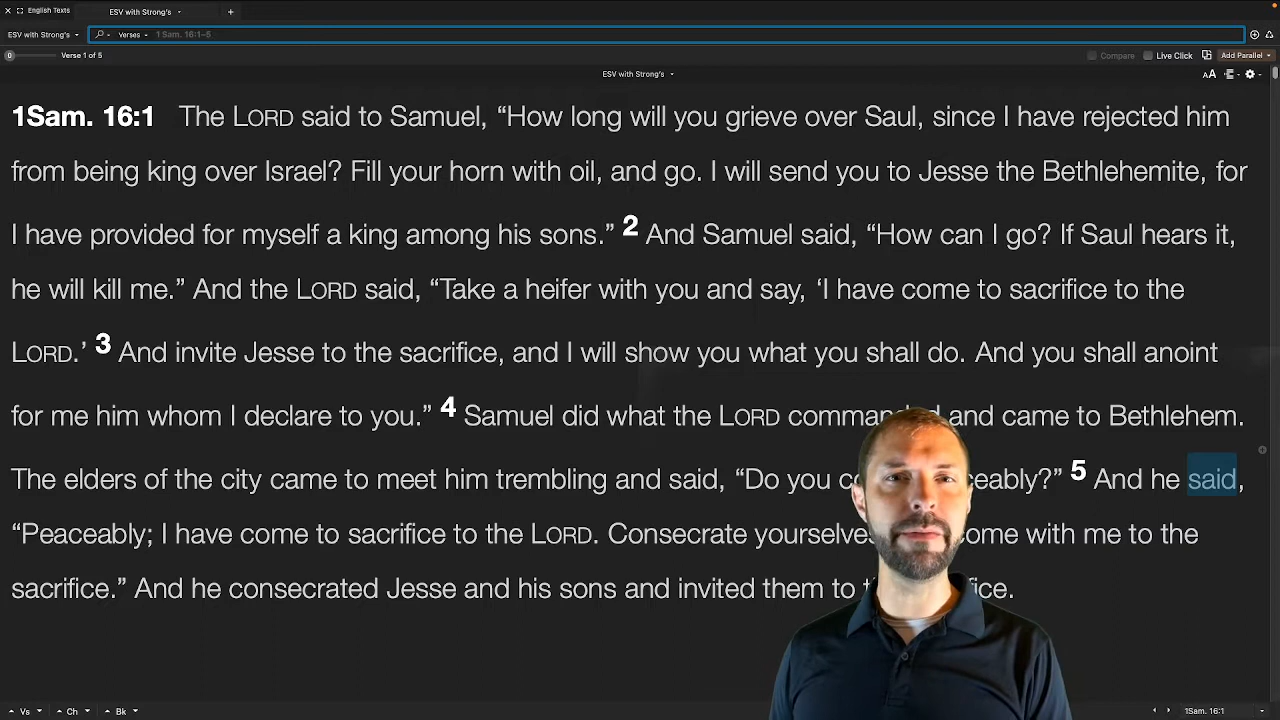 English Texts
ESV with Strong's
ESV with Strong's
Verses
1 Sam. 16:1–5
0
Verse 1 of 5
Compare
Live Click
Add Parallel
ESV with Strong's
AA
1Sam. 16:1 The LORD said to Samuel, “How long will you grieve over Saul, since I have rejected him
from being king over Israel? Fill your horn with oil, and go. I will send you to Jesse the Bethlehemite, for
I have provided for myself a king among his sons.” 2 And Samuel said, “How can I go? If Saul hears it,
he will kill me.” And the LORD said, “Take a heifer with you and say, ‘I have come to sacrifice to the
LORD.’ 3 And invite Jesse to the sacrifice, and I will show you what you shall do. And you shall anoint
for me him whom I declare to you.” 4 Samuel did what the LORD commanded and came to Bethlehem.
The elders of the city came to meet him trembling and said, “Do you eably?” 5 And he said,
“Peaceably; I have come to sacrifice to the LORD. Consecrate yourselves ome with me to the
sacrifice.” And he consecrated Jesse and his sons and invited them to fice.
Vs
Ch
Bk
1Sam. 16:1